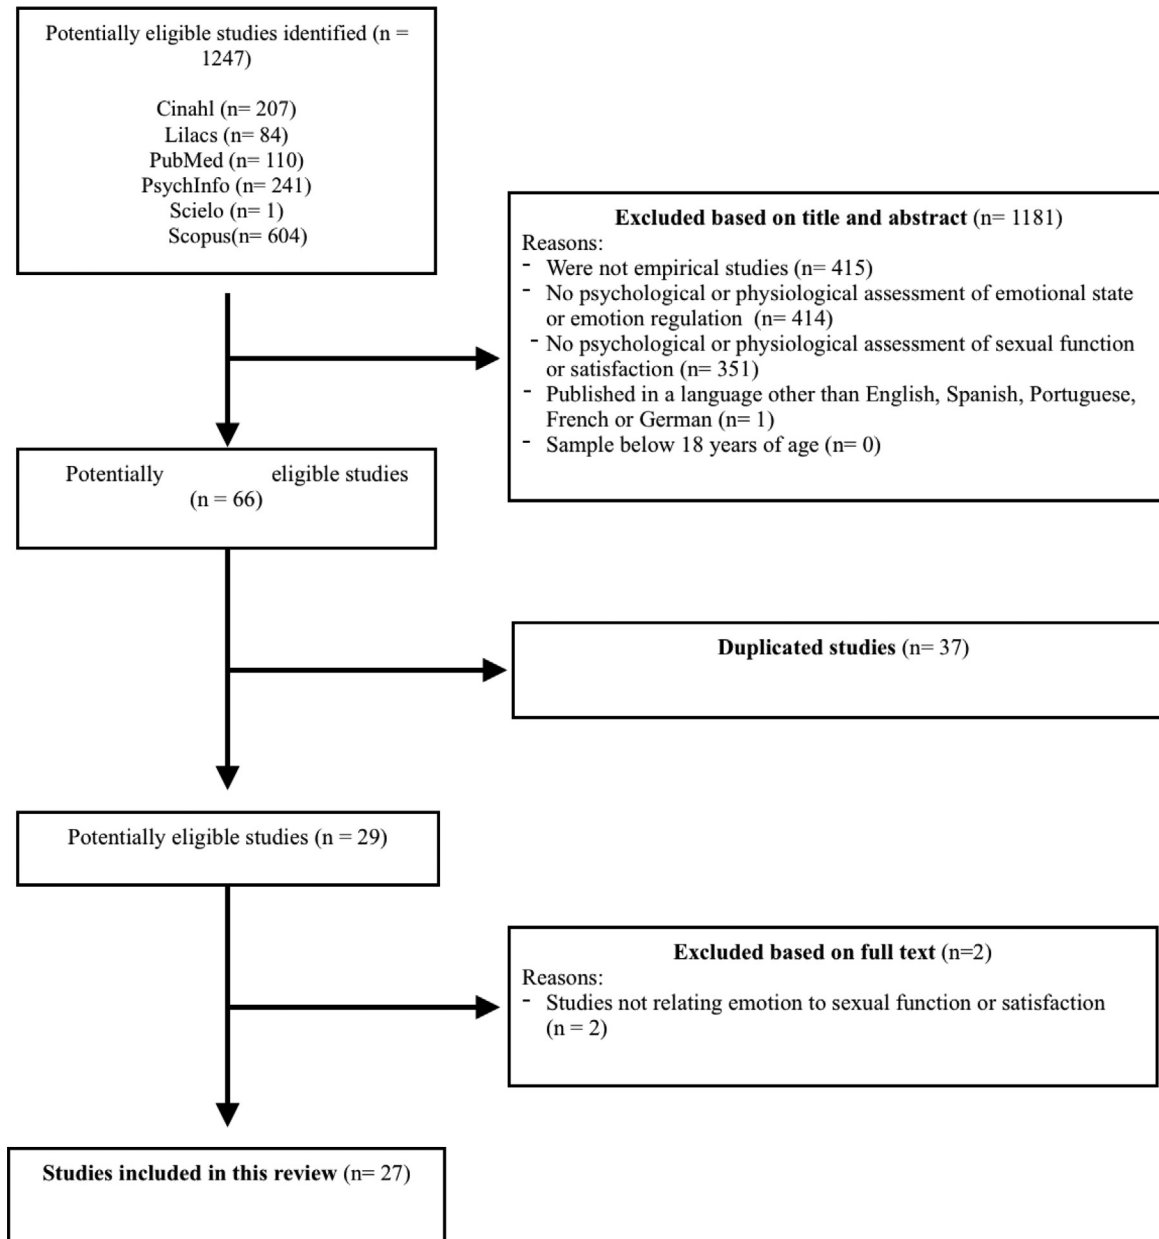 Potentially eligible studies identified (n =
1247)
Cinahl (n= 207)
Lilacs (n= 84)
PubMed (n= 110)
PsychInfo (n= 241)
Scielo (n= 1)
Scopus(n= 604)
Excluded based on title and abstract (n= 1181)
Reasons:
- Were not empirical studies (n= 415)
- No psychological or physiological assessment of emotional state
or emotion regulation (n= 414)
- No psychological or physiological assessment of sexual function
or satisfaction (n= 351)
- Published in a language other than English, Spanish, Portuguese,
French or German (n= 1)
- Sample below 18 years of age (n= 0)
Potentially eligible studies
(n = 66)
Duplicated studies (n= 37)
Potentially eligible studies (n = 29)
Excluded based on full text (n=2)
Reasons:
- Studies not relating emotion to sexual function or satisfaction
(n = 2)
Studies included in this review (n= 27)